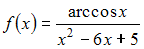 f(x) = arccos x / (x² − 6x + 5)